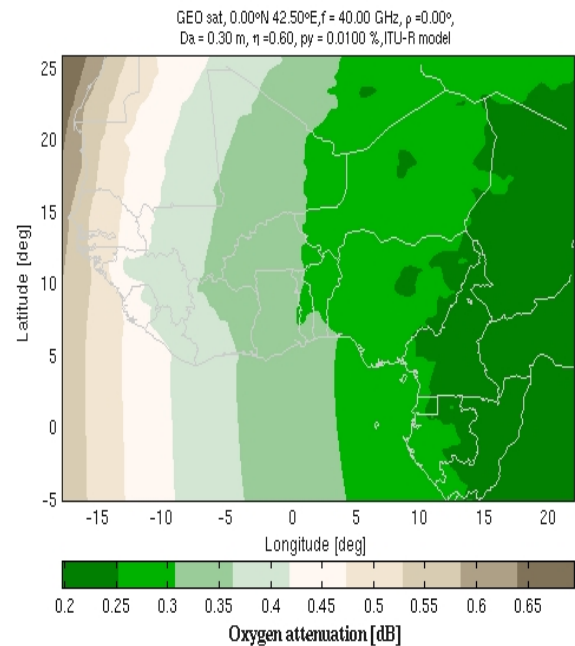 GEO sat, 0.00ºN 42.50ºE,f = 40.00 GHz, ρ =0.00º,
Da = 0.30 m, η =0.60, py = 0.0100 %,ITU-R model
25
20
15
10
5
0
-5
Latitude [deg]
-15 -10 -5 0 5 10 15 20
Longitude [deg]
0.2 0.25 0.3 0.35 0.4 0.45 0.5 0.55 0.6 0.65
Oxygen attenuation [dB]